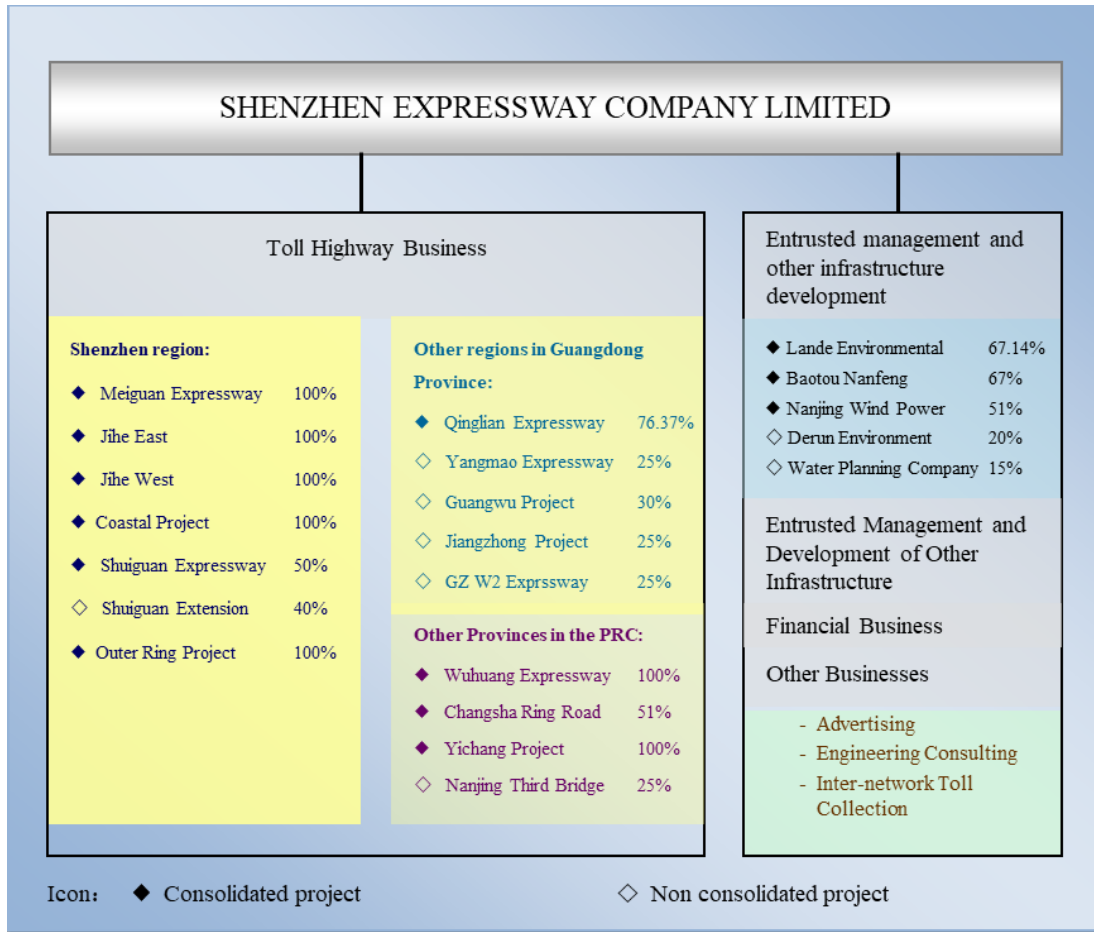 SHENZHEN EXPRESSWAY COMPANY LIMITED
Toll Highway Business
Shenzhen region:
◆ Meiguan Expressway 100%
◆ Jihe East 100%
◆ Jihe West 100%
◆ Coastal Project 100%
◆ Shuiguan Expressway 50%
◇ Shuiguan Extension 40%
◆ Outer Ring Project 100%
Other regions in Guangdong
Province:
◆ Qinglian Expressway 76.37%
◇ Yangmao Expressway 25%
◇ Guangwu Project 30%
◇ Jiangzhong Project 25%
◇ GZ W2 Exprssway 25%
Other Provinces in the PRC:
◆ Wuhuang Expressway 100%
◆ Changsha Ring Road 51%
◆ Yichang Project 100%
◇ Nanjing Third Bridge 25%
Entrusted management and
other infrastructure
development
◆ Lande Environmental 67.14%
◆ Baotou Nanfeng 67%
◆ Nanjing Wind Power 51%
◇ Derun Environment 20%
◇ Water Planning Company 15%
Entrusted Management and
Development of Other
Infrastructure
Financial Business
Other Businesses
- Advertising
- Engineering Consulting
- Inter-network Toll
Collection
Icon： ◆ Consolidated project ◇ Non consolidated project